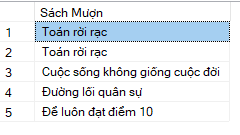 Sách Mượn
1 Toán rời rạc
2 Toán rời rạc
3 Cuộc sống không giống cuộc đời
4 Đường lối quân sự
5 Để luôn đạt điểm 10